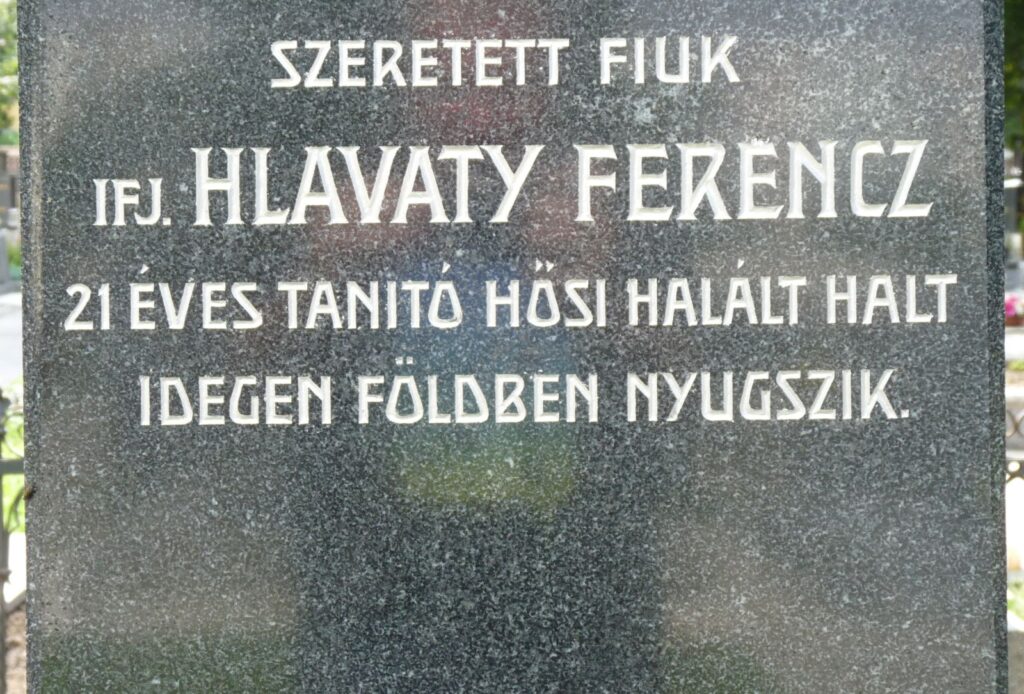 SZERETETT FIUK
IFJ. HLAVATY FERENCZ
21 ÉVES TANITÓ HŐSI HALÁLT HALT
IDEGEN FÖLDBEN NYUGSZIK.